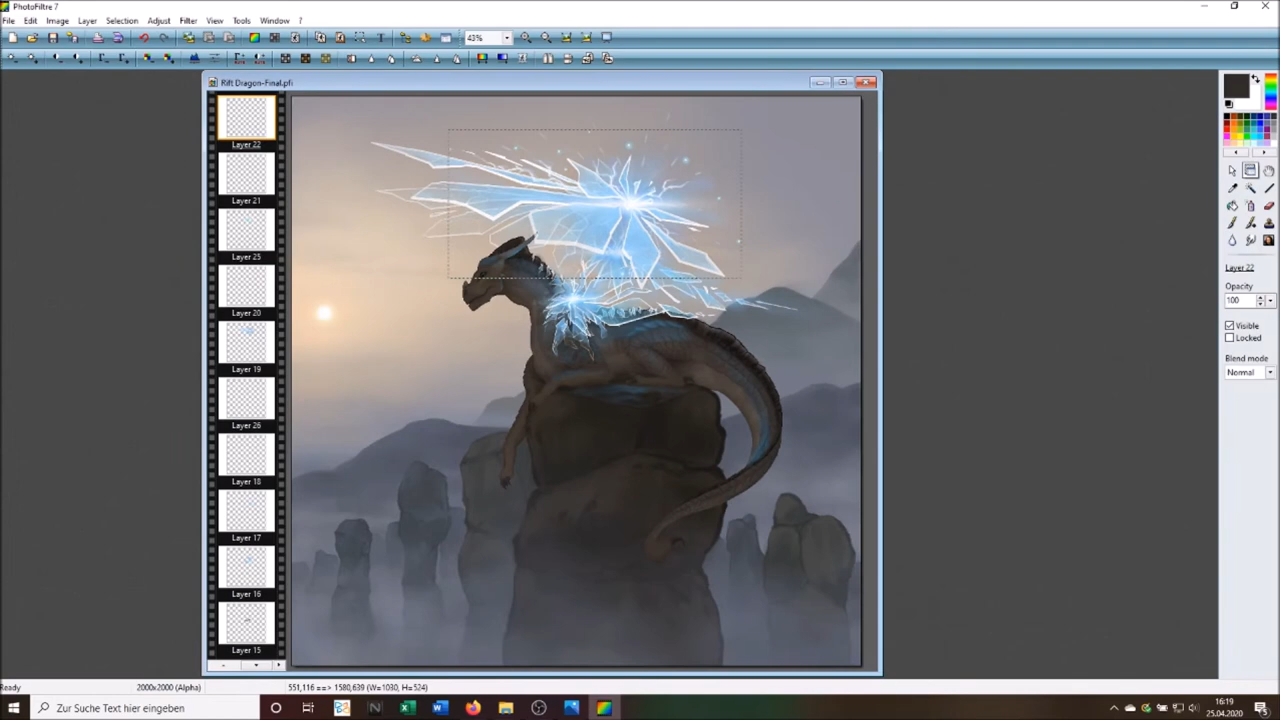 PhotoFiltre 7
File Edit Image Layer Selection Adjust Filter View Tools Window ?
43%
Rift Dragon-Final.pfi
Layer 22
Layer 21
Layer 25
Layer 20
Layer 19
Layer 26
Layer 18
Layer 17
Layer 16
Layer 15
Layer 22
Opacity
100
Visible
Locked
Blend mode
Normal
Ready 2000x2000 (Alpha) 551,116 ==> 1580,639 (W=1030, H=524)
Zur Suche Text hier eingeben
16:19
25.04.2020